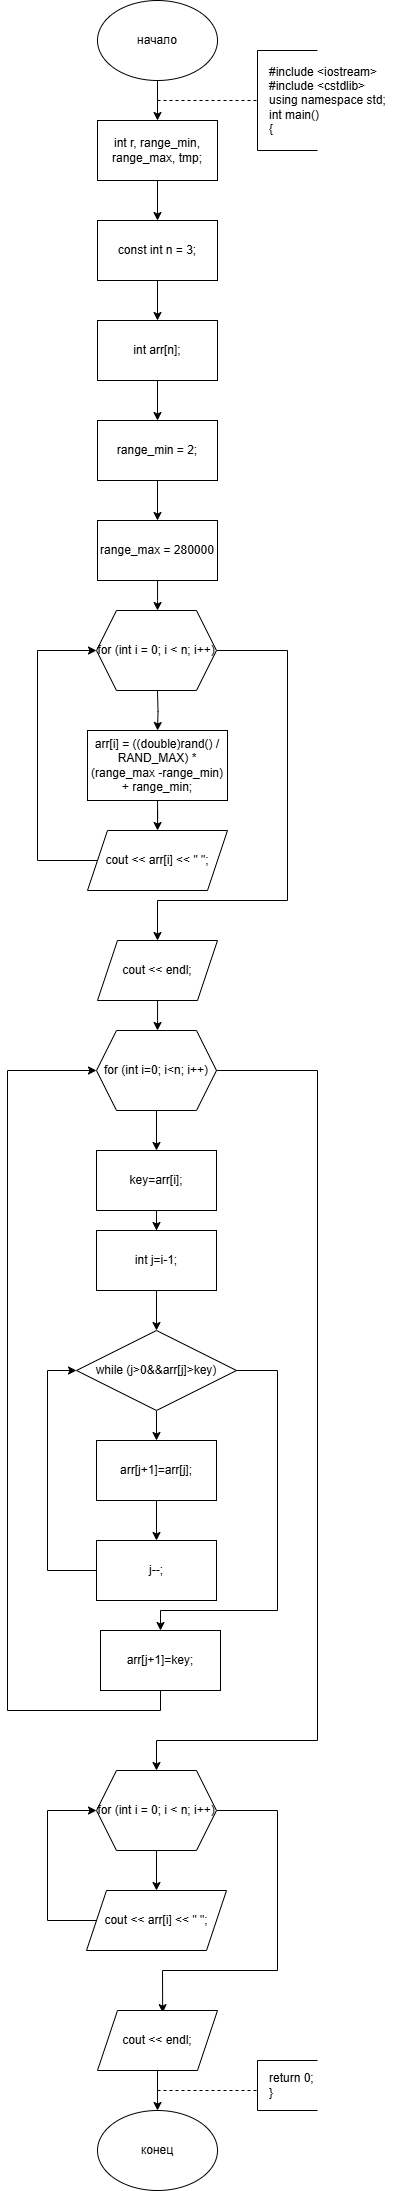 начало
#include <iostream>
#include <cstdlib>
using namespace std;
int main()
{
int r, range_min,
range_max, tmp;
const int n = 3;
int arr[n];
range_min = 2;
range_max = 280000
for (int i = 0; i < n; i++)
arr[i] = ((double)rand() /
RAND_MAX) *
(range_max -range_min)
+ range_min;
cout << arr[i] << " ";
cout << endl;
for (int i=0; i<n; i++)
key=arr[i];
int j=i-1;
while (j>0&&arr[j]>key)
arr[j+1]=arr[j];
j--;
arr[j+1]=key;
for (int i = 0; i < n; i++)
cout << arr[i] << " ";
cout << endl;
return 0;
}
конец